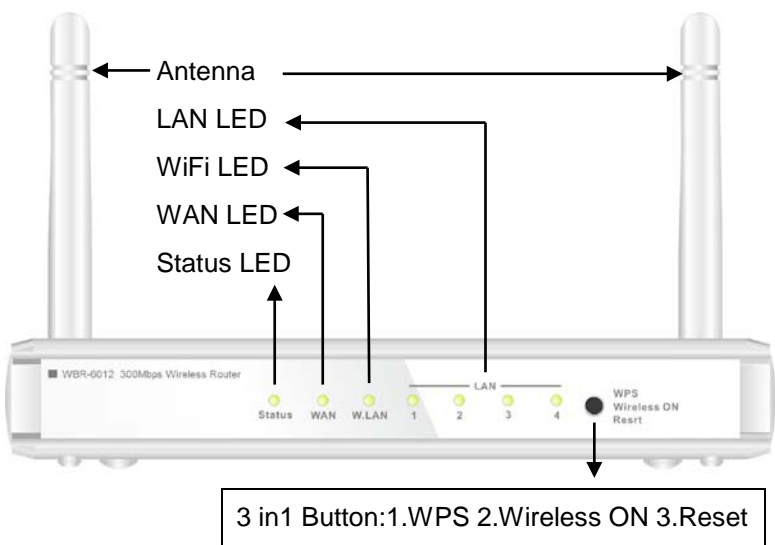 Antenna
LAN LED
WiFi LED
WAN LED
Status LED
WBR-6012 300Mbps Wireless Router
LAN
Status WAN W.LAN 1 2 3 4
WPS
Wireless ON
Resrt
3 in1 Button:1.WPS 2.Wireless ON 3.Reset